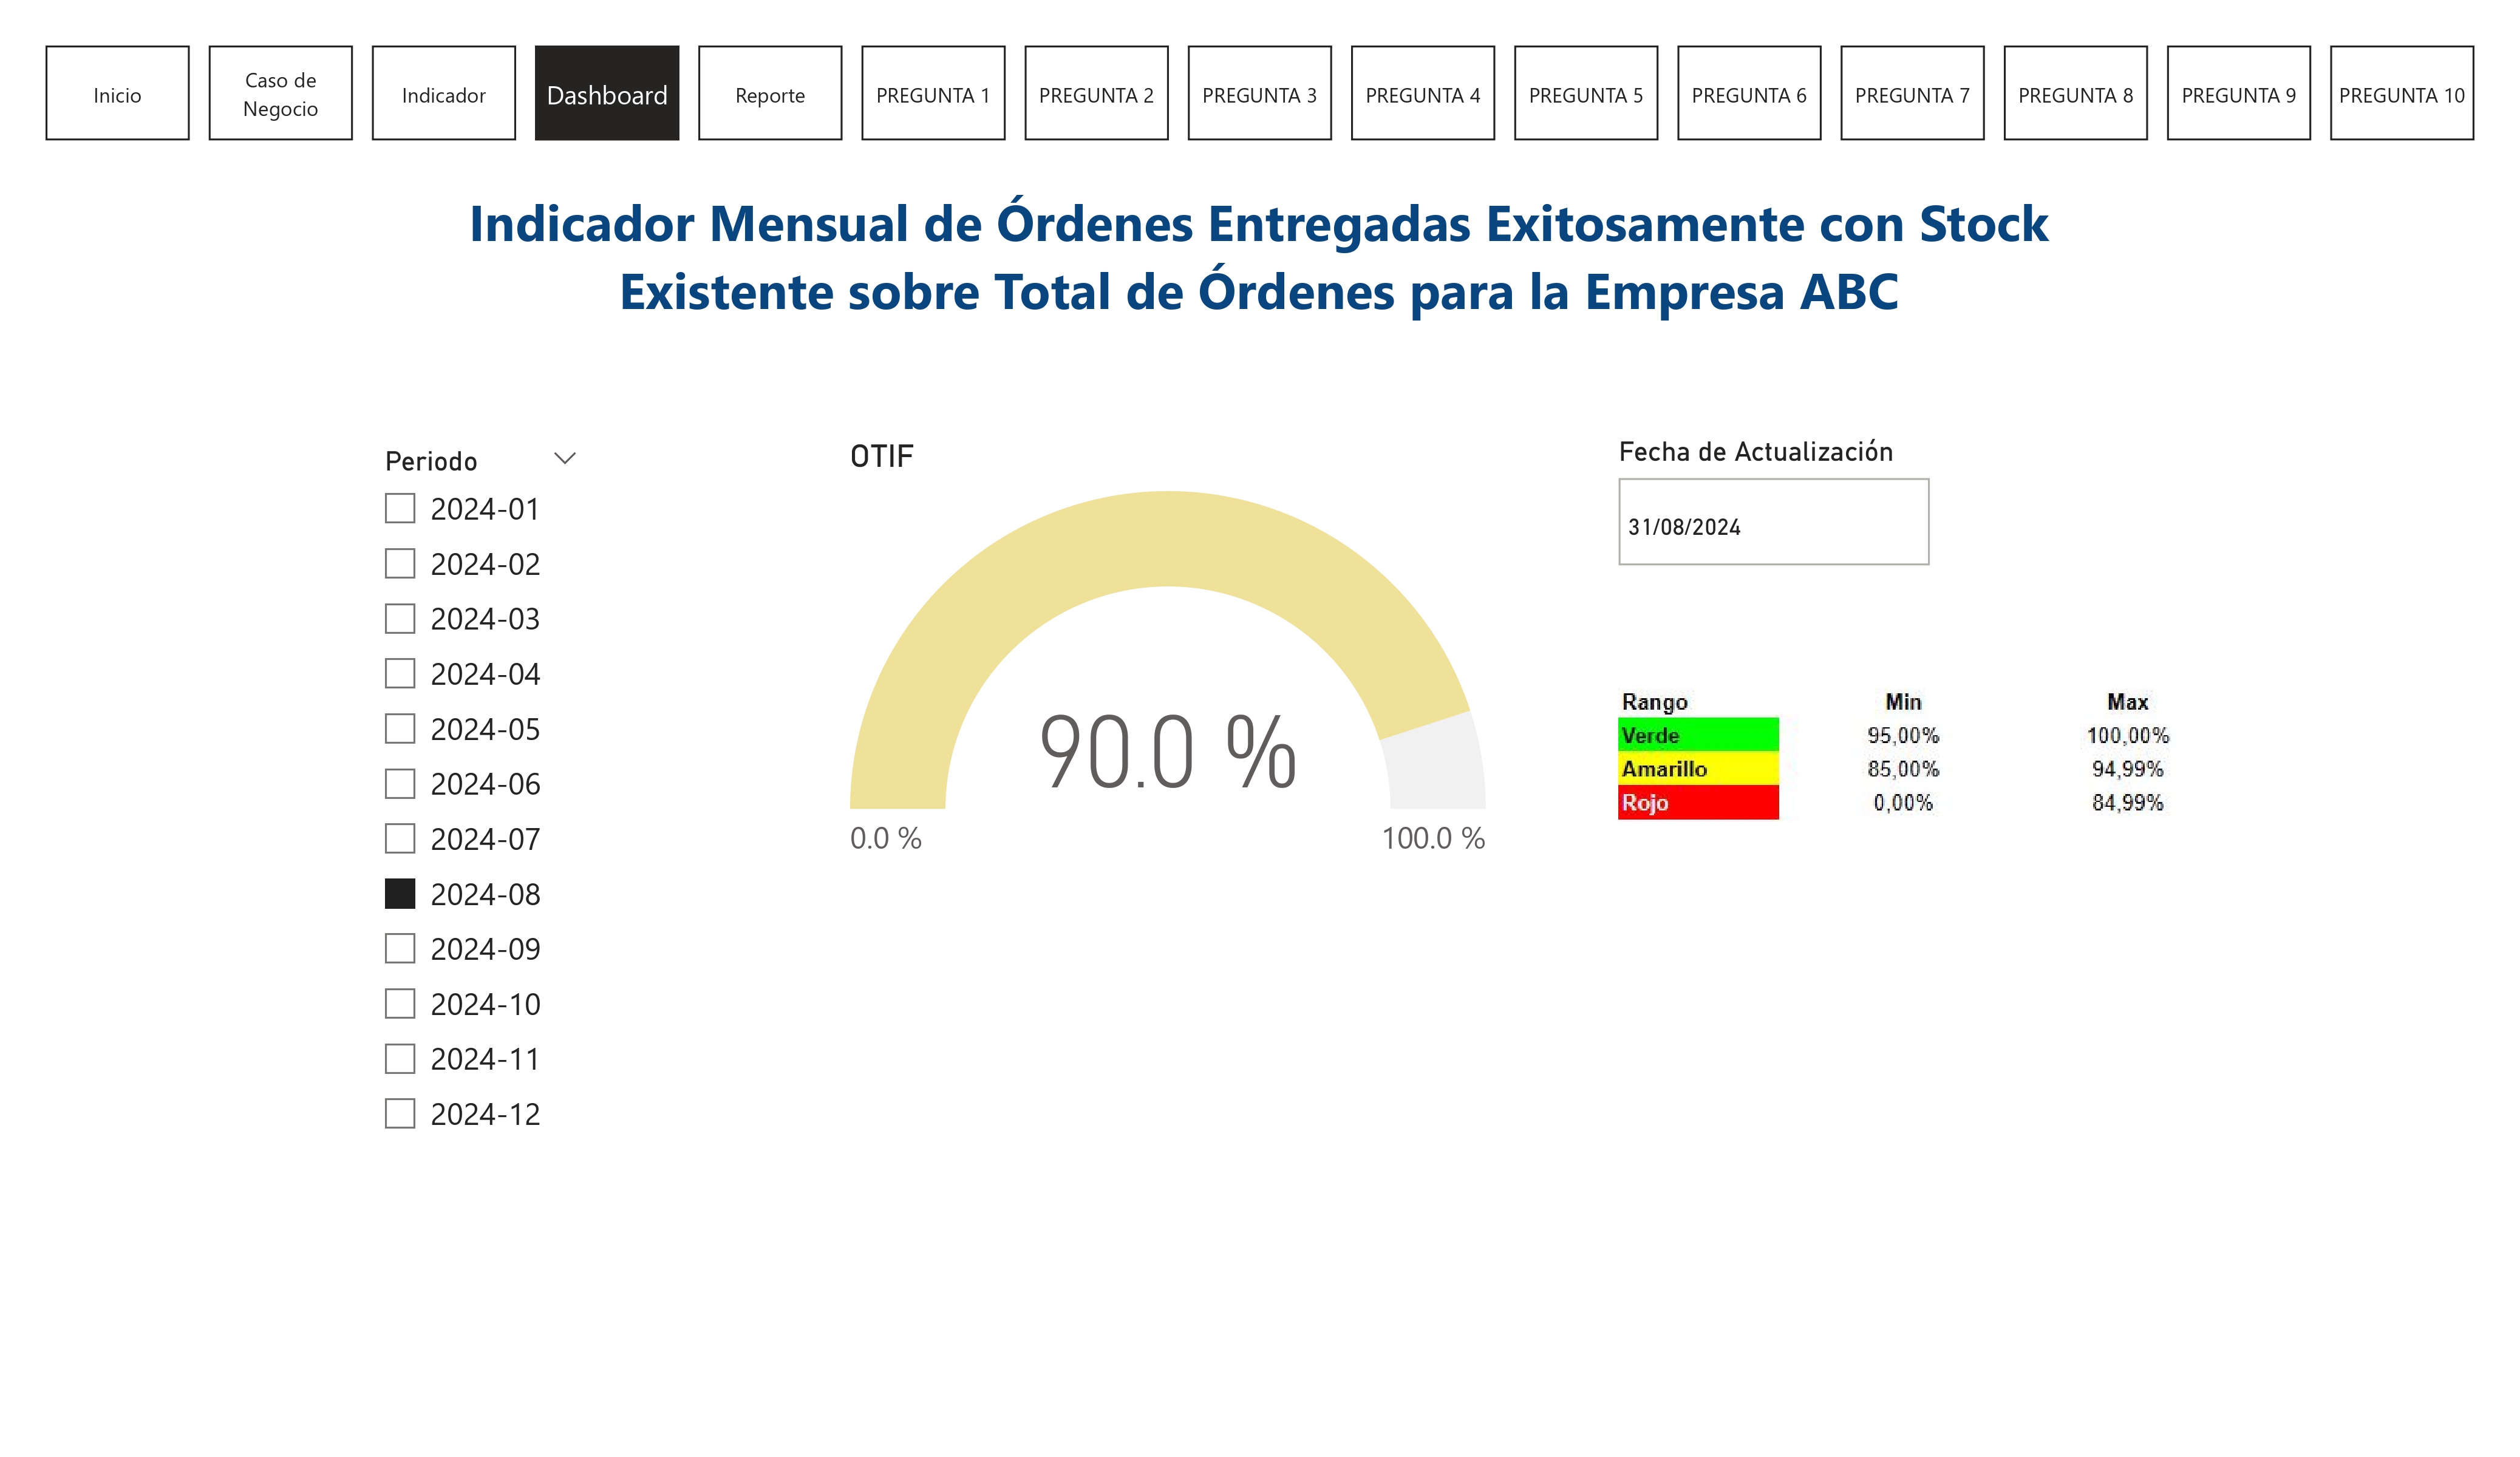 Inicio
Caso de
Negocio
Indicador
Dashboard
Reporte
PREGUNTA 1
PREGUNTA 2
PREGUNTA 3
PREGUNTA 4
PREGUNTA 5
PREGUNTA 6
PREGUNTA 7
PREGUNTA 8
PREGUNTA 9
PREGUNTA 10
Indicador Mensual de Órdenes Entregadas Exitosamente con Stock
Existente sobre Total de Órdenes para la Empresa ABC
Periodo
2024-01
2024-02
2024-03
2024-04
2024-05
2024-06
2024-07
2024-08
2024-09
2024-10
2024-11
2024-12
OTIF
90.0 %
0.0 % 100.0 %
Fecha de Actualización
31/08/2024
Rango Min Max
Verde 95,00% 100,00%
Amarillo 85,00% 94,99%
Rojo 0,00% 84,99%